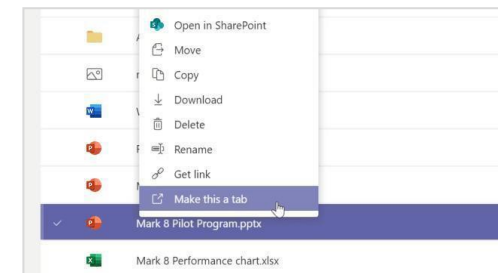 Open in SharePoint
Move
Copy
Download
Delete
Rename
Get link
Make this a tab
Mark 8 Pilot Program.pptx
Mark 8 Performance chart.xlsx